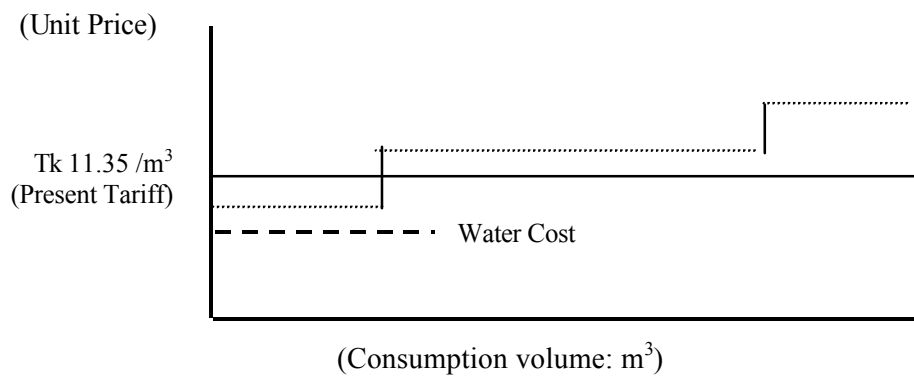 (Unit Price)
Tk 11.35 /m³
(Present Tariff)
Water Cost
(Consumption volume: m³)